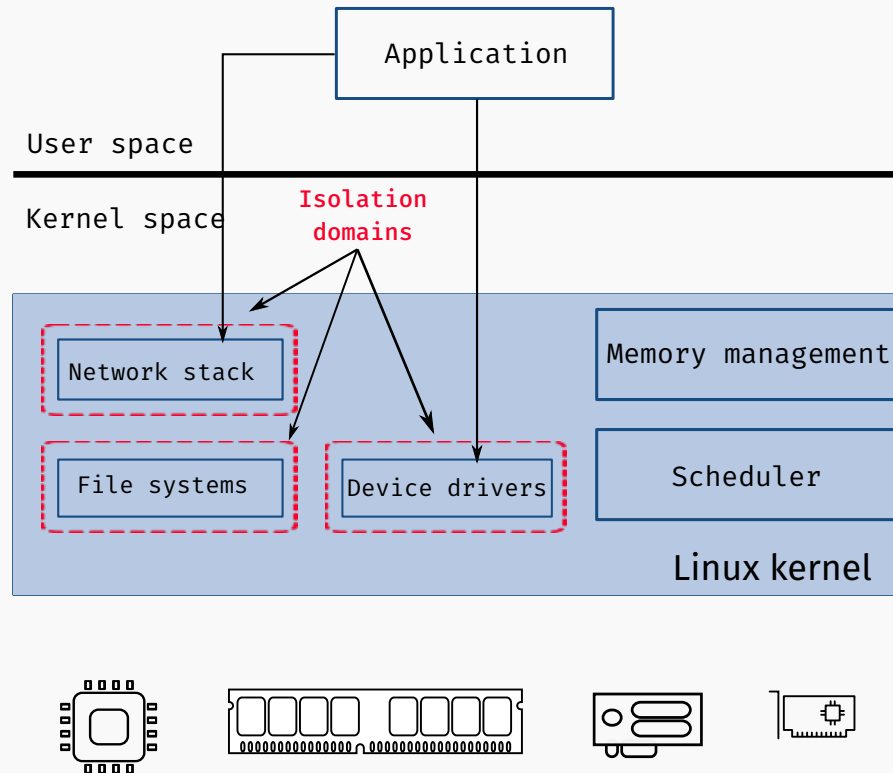 Application
User space
Kernel space
Isolation
domains
Network stack
Memory management
File systems
Device drivers
Scheduler
Linux kernel